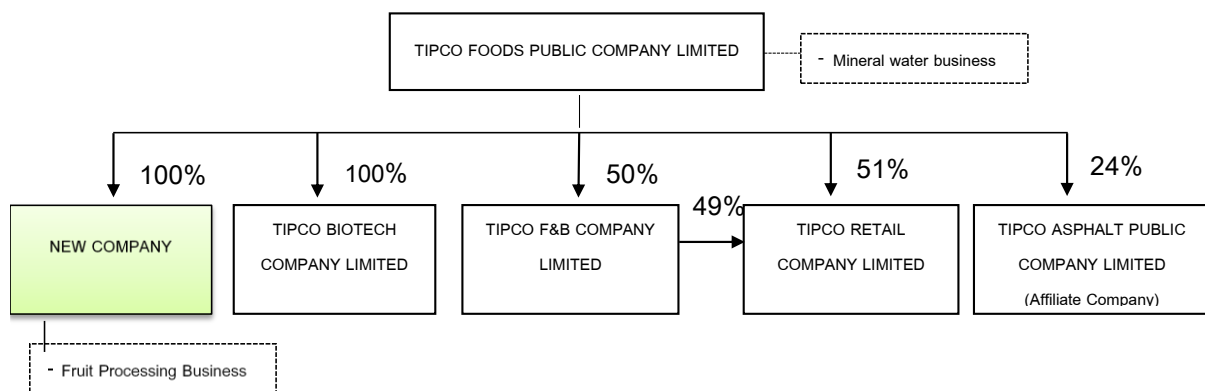 TIPCO FOODS PUBLIC COMPANY LIMITED
- Mineral water business
100%
100%
50%
51%
24%
49%
NEW COMPANY
TIPCO BIOTECH
COMPANY LIMITED
TIPCO F&B COMPANY
LIMITED
TIPCO RETAIL
COMPANY LIMITED
TIPCO ASPHALT PUBLIC
COMPANY LIMITED
(Affiliate Company)
- Fruit Processing Business